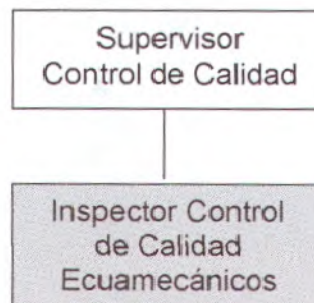 Supervisor
Control de Calidad
Inspector Control
de Calidad
Ecuamecánicos